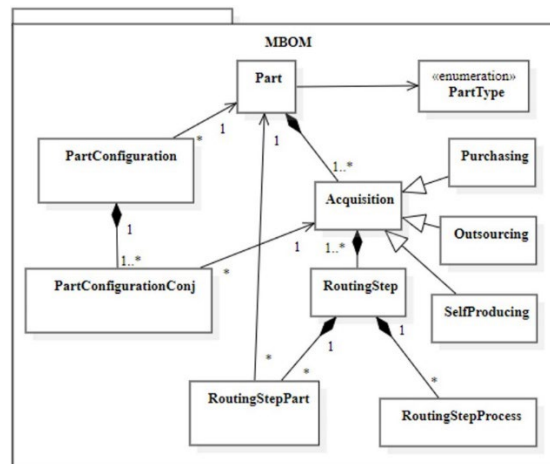 MBOM
Part
«enumeration»
PartType
1
*
1
1
PartConfiguration
Purchasing
1..*
Acquisition
1
1..*
1
1..*
Outsourcing
PartConfigurationConj
*
RoutingStep
SelfProducing
1
1
*
*
*
RoutingStepPart
RoutingStepProcess